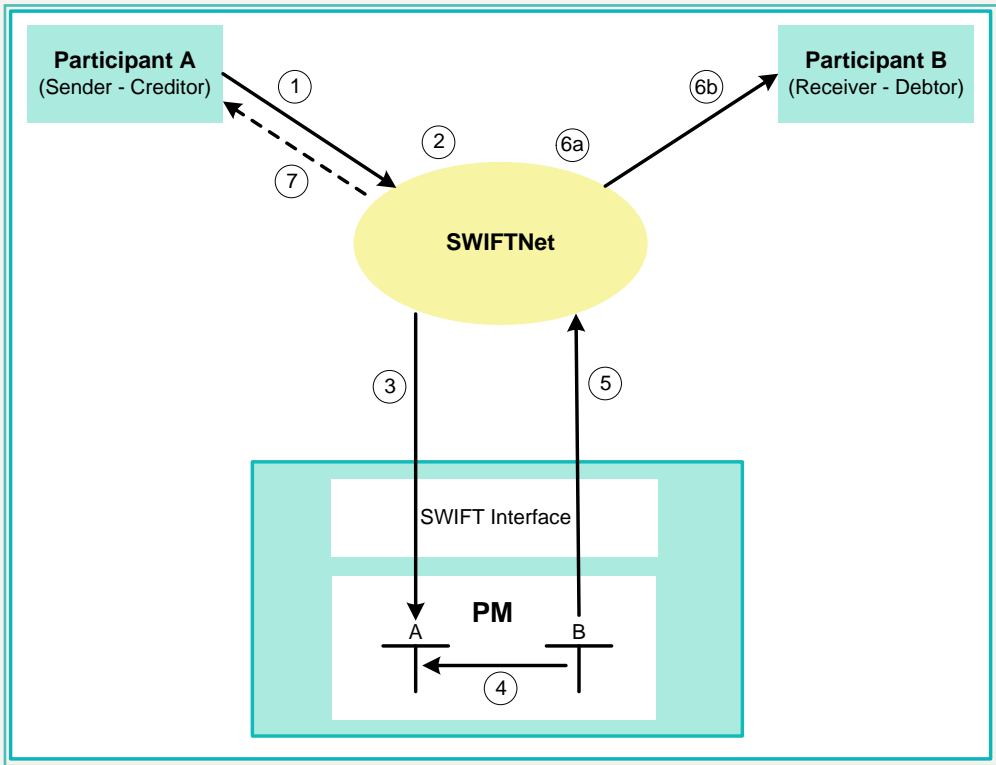 Participant A
(Sender - Creditor)
Participant B
(Receiver - Debtor)
1
6b
2
6a
7
SWIFTNet
3
5
SWIFT Interface
PM
A
B
4